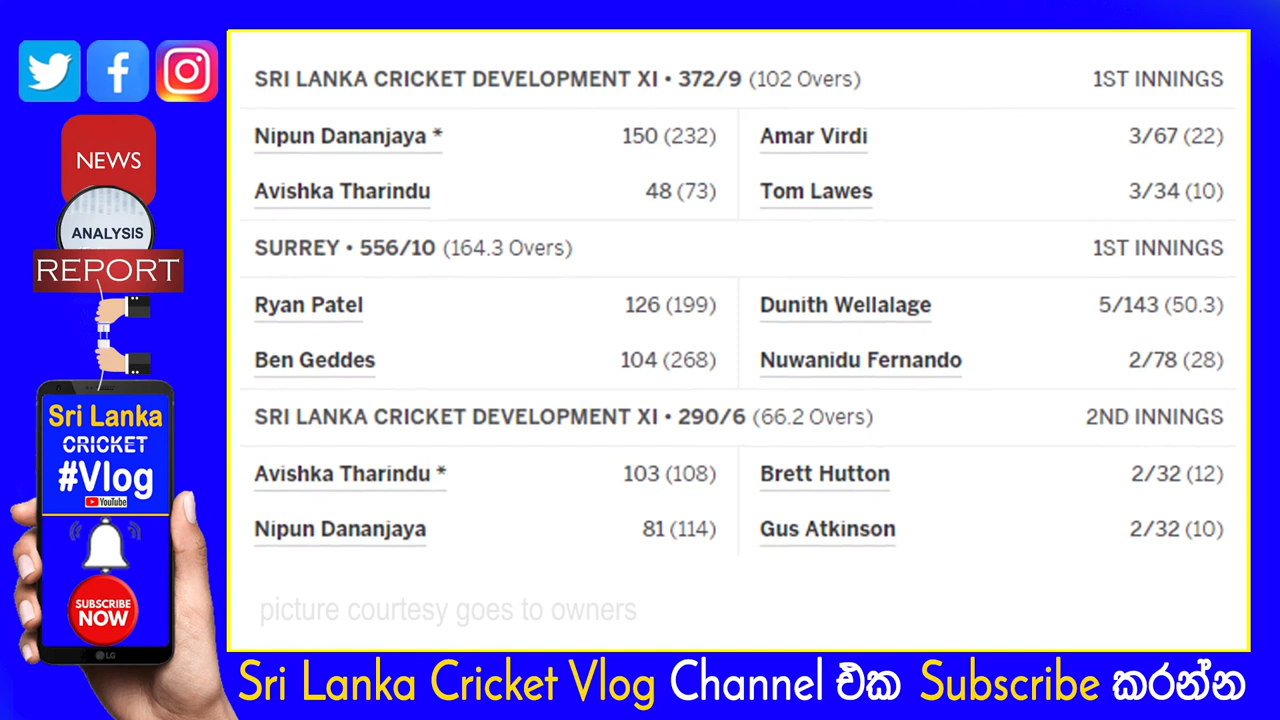 SRI LANKA CRICKET DEVELOPMENT XI • 372/9 (102 Overs) 1ST INNINGS
Nipun Dananjaya * 150 (232) Amar Virdi 3/67 (22)
Avishka Tharindu 48 (73) Tom Lawes 3/34 (10)
SURREY • 556/10 (164.3 Overs) 1ST INNINGS
Ryan Patel 126 (199) Dunith Wellalage 5/143 (50.3)
Ben Geddes 104 (268) Nuwanidu Fernando 2/78 (28)
SRI LANKA CRICKET DEVELOPMENT XI • 290/6 (66.2 Overs) 2ND INNINGS
Avishka Tharindu * 103 (108) Brett Hutton 2/32 (12)
Nipun Dananjaya 81 (114) Gus Atkinson 2/32 (10)
picture courtesy goes to owners
NEWS
ANALYSIS
REPORT
Sri Lanka
CRICKET
#Vlog
YouTube
SUBSCRIBE
NOW
LG
Sri Lanka Cricket Vlog Channel එක Subscribe කරන්න